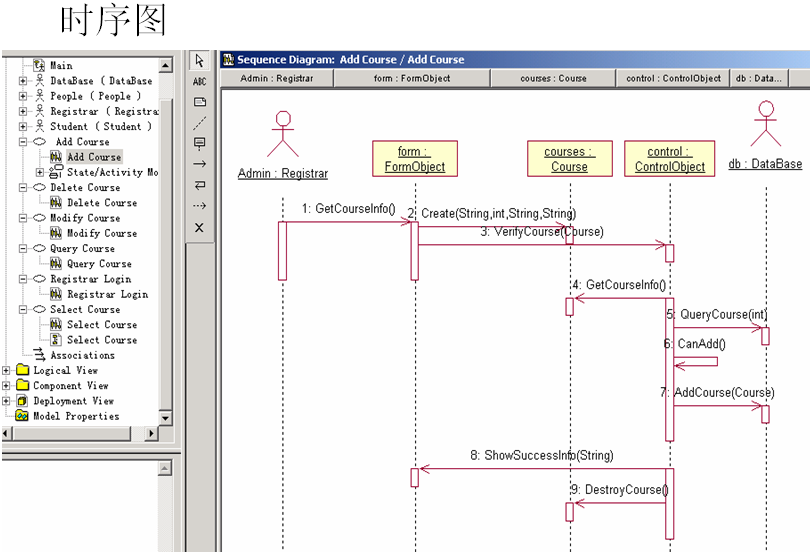 时序图
Main
DataBase ( DataBase
People ( People )
Registrar ( Registra
Student ( Student )
Add Course
Add Course
State/Activity Mo
Delete Course
Delete Course
Modify Course
Modify Course
Query Course
Query Course
Registrar Login
Registrar Login
Select Course
Select Course
Select Course
Associations
Logical View
Component View
Deployment View
Model Properties
ABC
Sequence Diagram: Add Course / Add Course
Admin : Registrar
form : FormObject
courses : Course
control : ControlObject
db : Data...
Admin : Registrar
form :
FormObject
courses :
Course
control :
ControlObject
db : DataBase
1: GetCourseInfo()
2: Create(String,int,String,String)
3: VerifyCourse(Course)
4: GetCourseInfo()
5: QueryCourse(int)
6: CanAdd()
7: AddCourse(Course)
8: ShowSuccessInfo(String)
9: DestroyCourse()